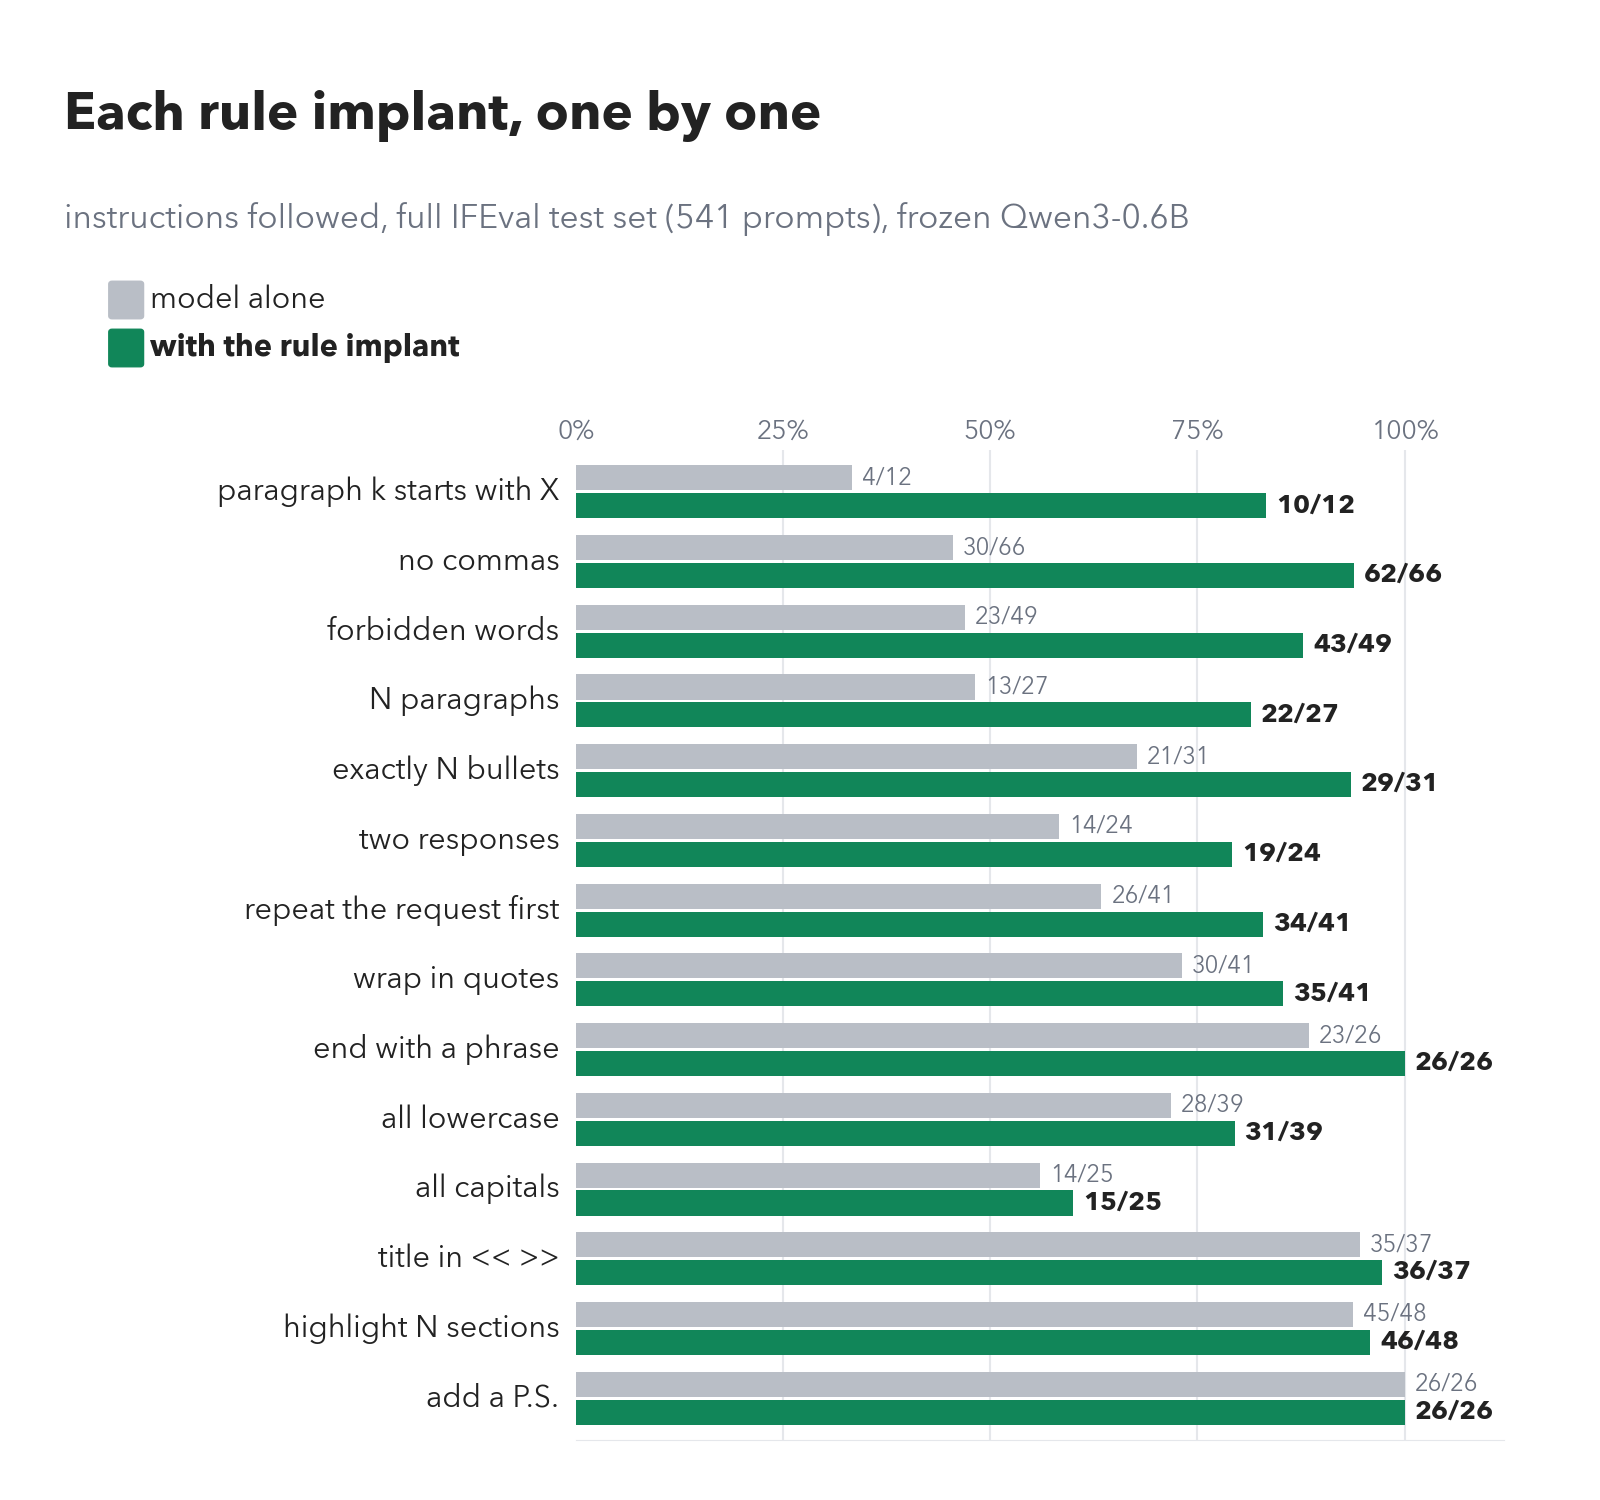 Each rule implant, one by one
instructions followed, full IFEval test set (541 prompts), frozen Qwen3-0.6B
model alone
with the rule implant
0% 25% 50% 75% 100%
paragraph k starts with X 4/12
10/12
no commas 30/66
62/66
forbidden words 23/49
43/49
N paragraphs 13/27
22/27
exactly N bullets 21/31
29/31
two responses 14/24
19/24
repeat the request first 26/41
34/41
wrap in quotes 30/41
35/41
end with a phrase 23/26
26/26
all lowercase 28/39
31/39
all capitals 14/25
15/25
title in << >> 35/37
36/37
highlight N sections 45/48
46/48
add a P.S. 26/26
26/26